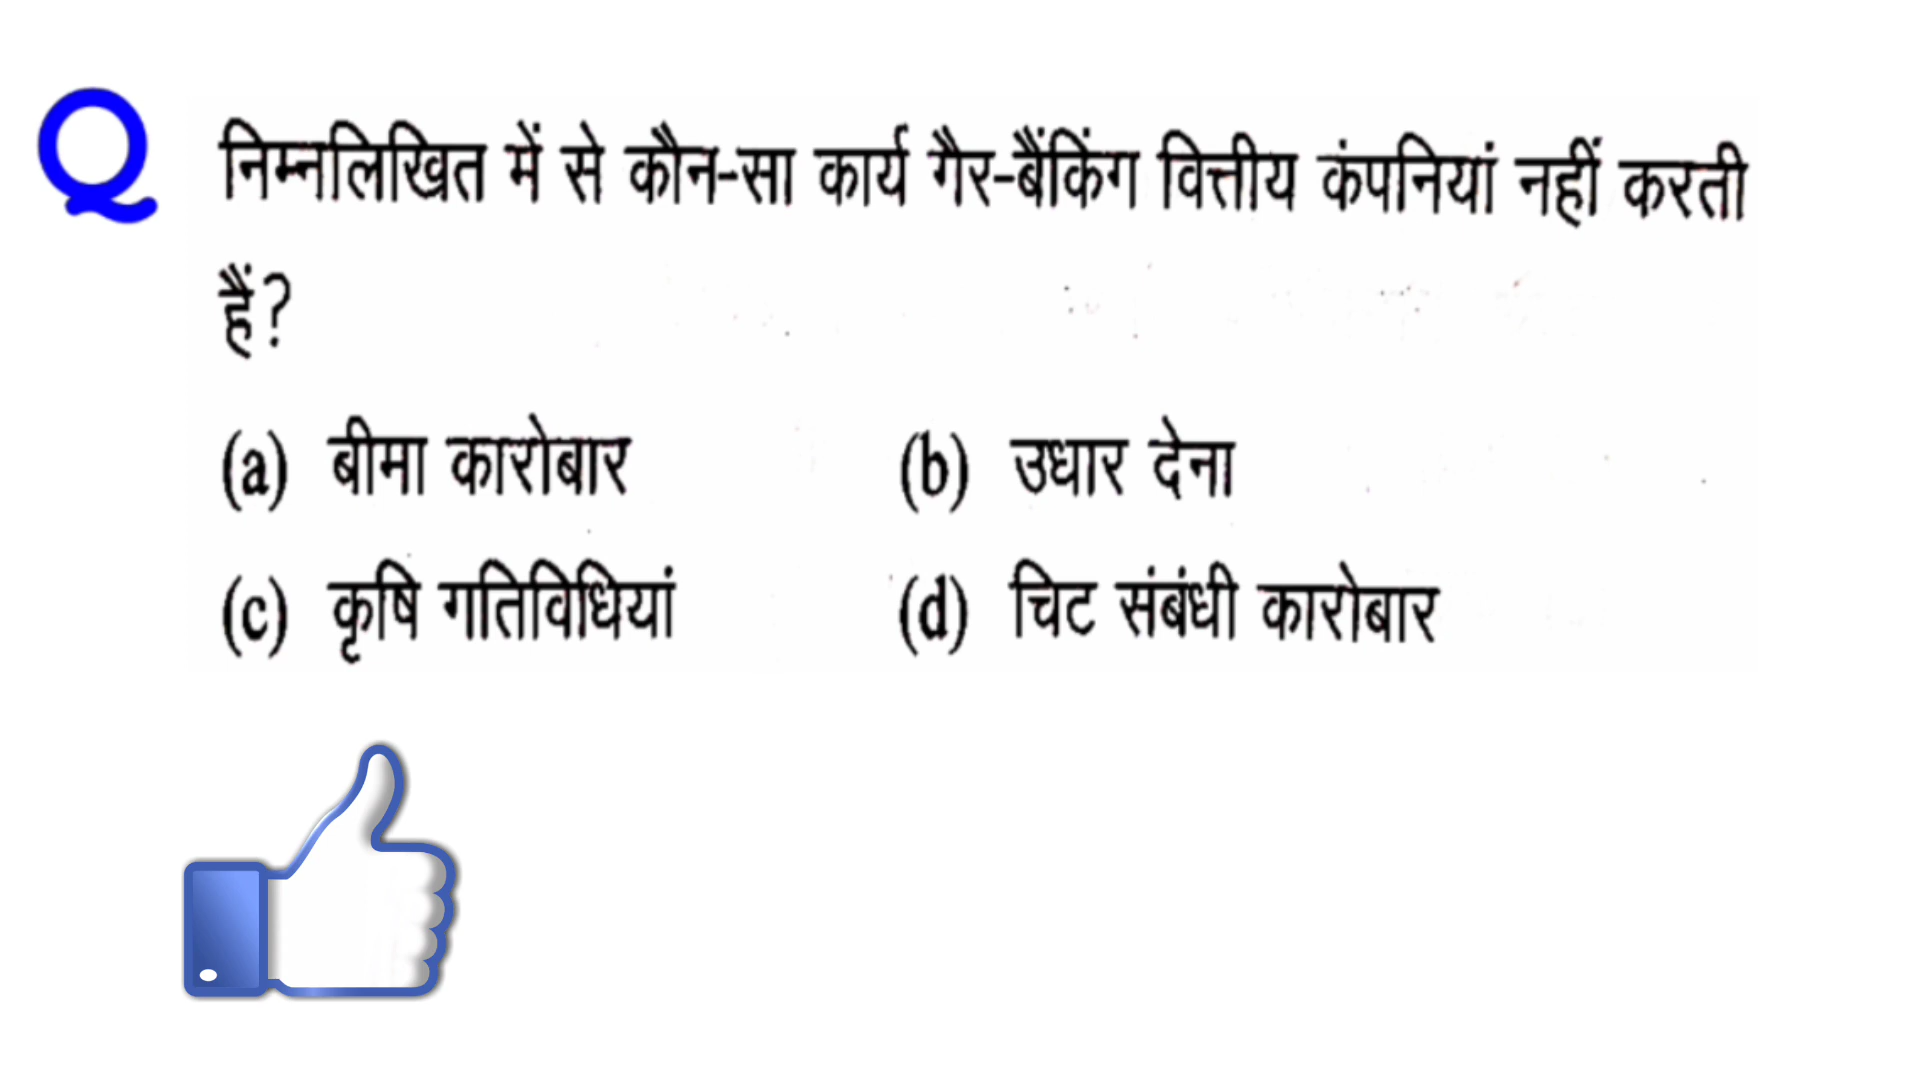 Q निम्नलिखित में से कौन-सा कार्य गैर-बैंकिंग वित्तीय कंपनियां नहीं करती
हैं?
(a) बीमा कारोबार (b) उधार देना
(c) कृषि गतिविधियां (d) चिट संबंधी कारोबार